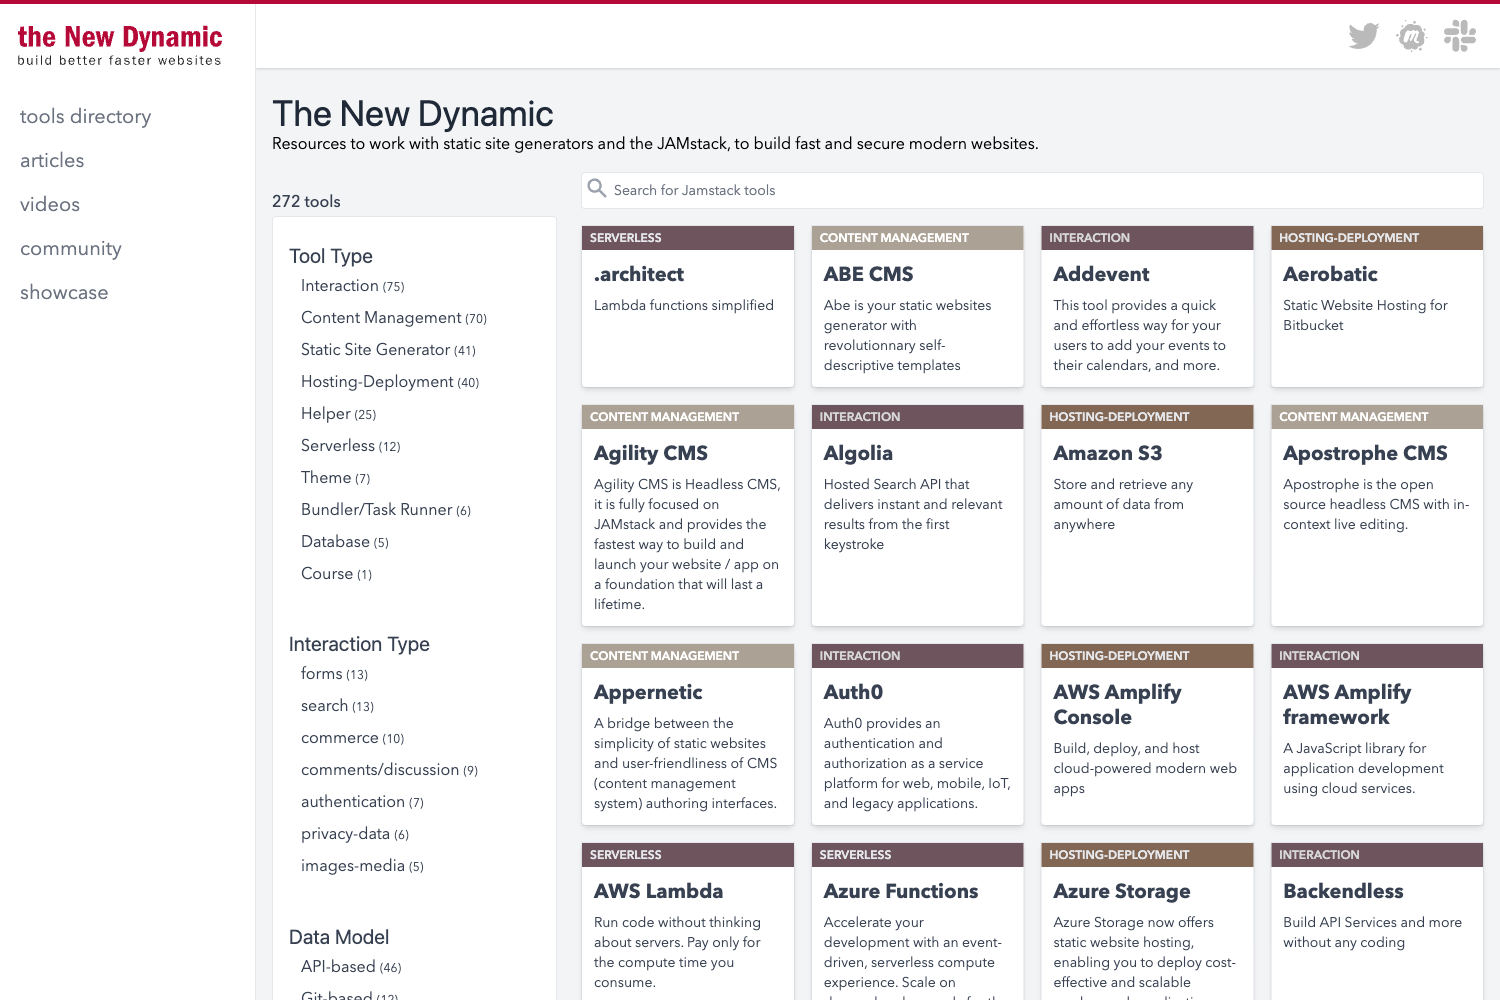 the New Dynamic
build better faster websites
tools directory
articles
videos
community
showcase
The New Dynamic
Resources to work with static site generators and the JAMstack, to build fast and secure modern websites.
272 tools
Search for Jamstack tools
Tool Type
Interaction (75)
Content Management (70)
Static Site Generator (41)
Hosting-Deployment (40)
Helper (25)
Serverless (12)
Theme (7)
Bundler/Task Runner (6)
Database (5)
Course (1)
Interaction Type
forms (13)
search (13)
commerce (10)
comments/discussion (9)
authentication (7)
privacy-data (6)
images-media (5)
Data Model
API-based (46)
Git-based (12)
SERVERLESS
.architect
Lambda functions simplified
CONTENT MANAGEMENT
ABE CMS
Abe is your static websites
generator with
revolutionnary self-
descriptive templates
INTERACTION
Addevent
This tool provides a quick
and effortless way for your
users to add your events to
their calendars, and more.
HOSTING-DEPLOYMENT
Aerobatic
Static Website Hosting for
Bitbucket
CONTENT MANAGEMENT
Agility CMS
Agility CMS is Headless CMS,
it is fully focused on
JAMstack and provides the
fastest way to build and
launch your website / app on
a foundation that will last a
lifetime.
INTERACTION
Algolia
Hosted Search API that
delivers instant and relevant
results from the first
keystroke
HOSTING-DEPLOYMENT
Amazon S3
Store and retrieve any
amount of data from
anywhere
CONTENT MANAGEMENT
Apostrophe CMS
Apostrophe is the open
source headless CMS with in-
context live editing.
CONTENT MANAGEMENT
Appernetic
A bridge between the
simplicity of static websites
and user-friendliness of CMS
(content management
system) authoring interfaces.
INTERACTION
Auth0
Auth0 provides an
authentication and
authorization as a service
platform for web, mobile, IoT,
and legacy applications.
HOSTING-DEPLOYMENT
AWS Amplify
Console
Build, deploy, and host
cloud-powered modern web
apps
INTERACTION
AWS Amplify
framework
A JavaScript library for
application development
using cloud services.
SERVERLESS
AWS Lambda
Run code without thinking
about servers. Pay only for
the compute time you
consume.
SERVERLESS
Azure Functions
Accelerate your
development with an event-
driven, serverless compute
experience. Scale on
HOSTING-DEPLOYMENT
Azure Storage
Azure Storage now offers
static website hosting,
enabling you to deploy cost-
effective and scalable
INTERACTION
Backendless
Build API Services and more
without any coding